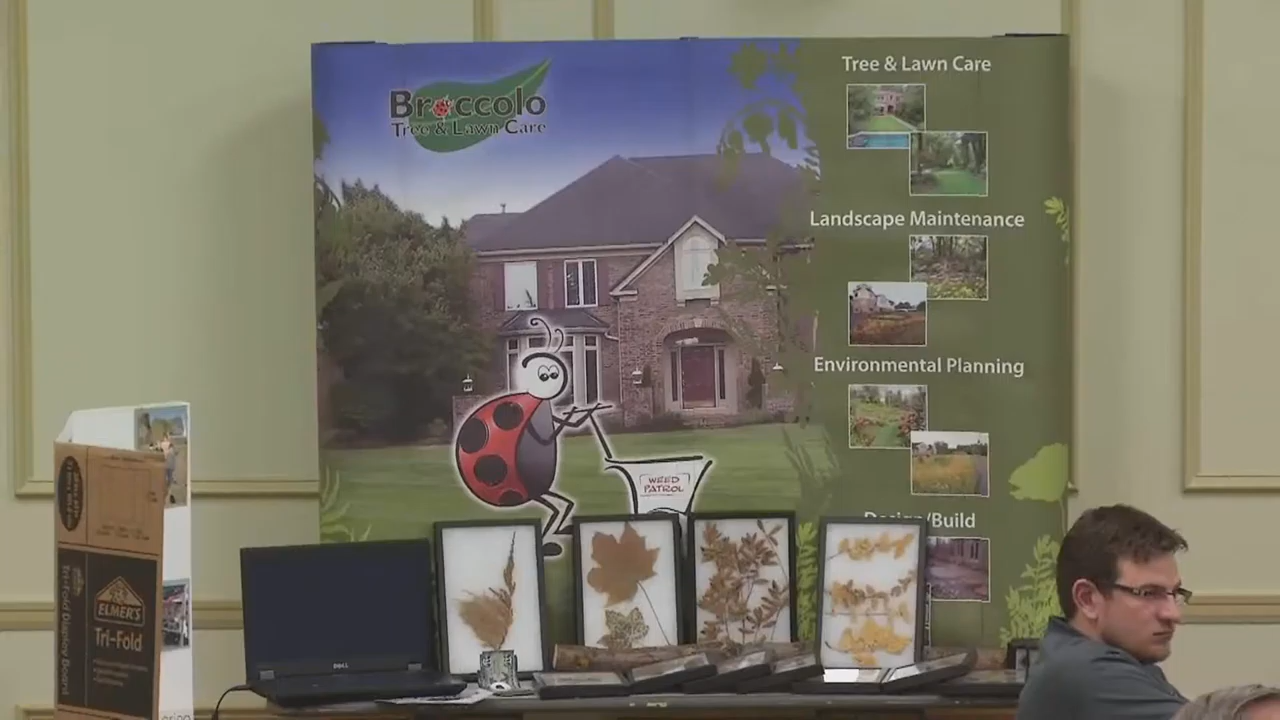 Broccolo
Tree & Lawn Care
Tree & Lawn Care
Landscape Maintenance
Environmental Planning
Design/Build
WEED
PATROL
ELMER'S
Tri-Fold
Tri-Fold Display Board
DELL